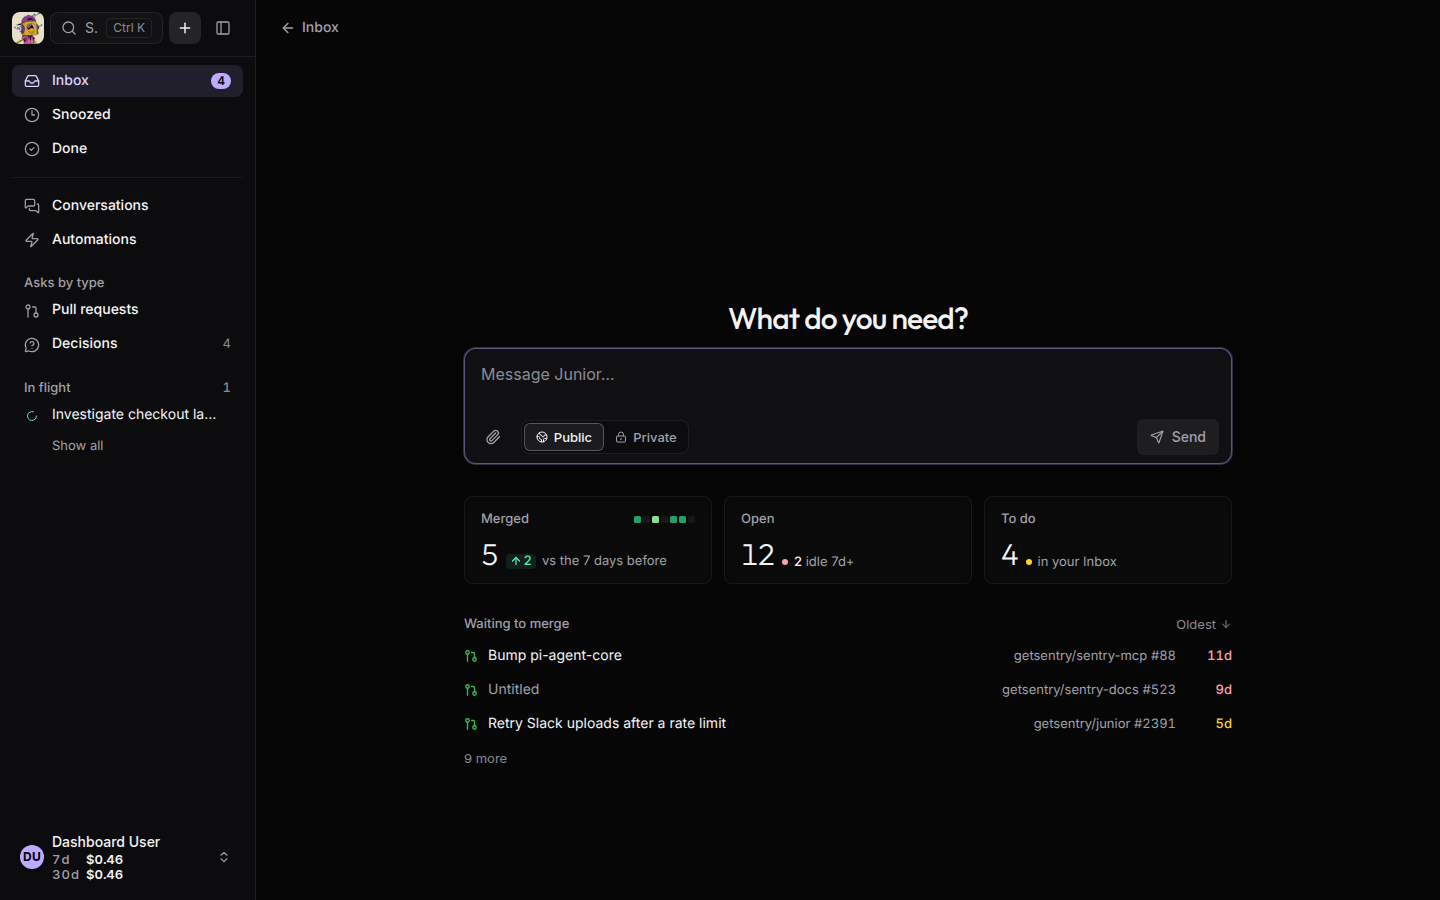 S. Ctrl K
Inbox 4
Snoozed
Done
Conversations
Automations
Asks by type
Pull requests
Decisions 4
In flight 1
Investigate checkout la...
Show all
Dashboard User
DU
7d $0.46
30d $0.46
Inbox
What do you need?
Message Junior...
Public Private Send
Merged
5 2 vs the 7 days before
Open
12 2 idle 7d+
To do
4 in your Inbox
Waiting to merge Oldest
Bump pi-agent-core getsentry/sentry-mcp #88 11d
Untitled getsentry/sentry-docs #523 9d
Retry Slack uploads after a rate limit getsentry/junior #2391 5d
9 more